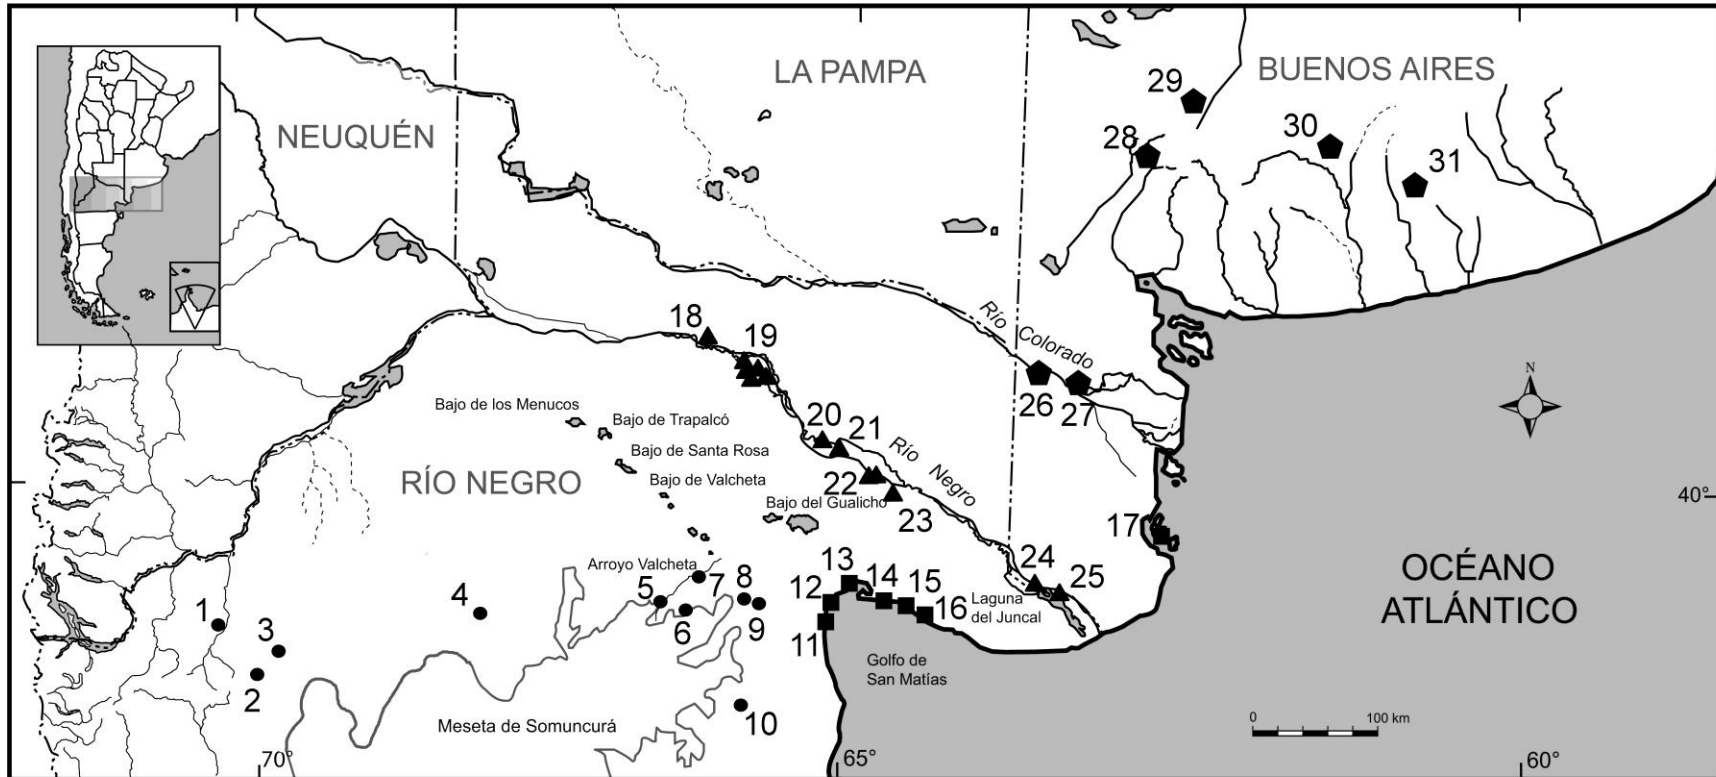 LA PAMPA
BUENOS AIRES
NEUQUÉN
29
30
28
31
18
19
Río Colorado
26
27
Bajo de los Menucos
Bajo de Trapalcó
20
21
Bajo de Santa Rosa
RÍO NEGRO
Bajo de Valcheta
22
Río Negro
Bajo del Gualicho
23
N
40°
17
Arroyo Valcheta
24
25
13
14
15
16
12
11
Laguna
del Juncal
OCÉANO
ATLÁNTICO
1
2
3
4
5
6
7
8
9
10
Golfo de
San Matías
Meseta de Somuncurá
0
100 km
70°
65°
60°